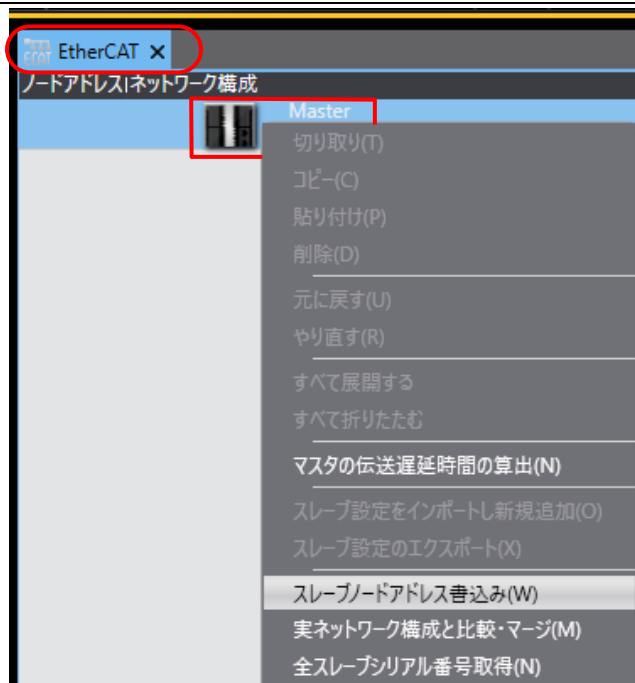 EtherCAT ×
ノードアドレス|ネットワーク構成
Master
切り取り(T)
コピー(C)
貼り付け(P)
削除(D)
元に戻す(U)
やり直す(R)
すべて展開する
すべて折りたたむ
マスタの伝送遅延時間の算出(N)
スレーブ設定をインポートし新規追加(O)
スレーブ設定のエクスポート(X)
スレーブノードアドレス書込み(W)
実ネットワーク構成と比較・マージ(M)
全スレーブシリアル番号取得(N)